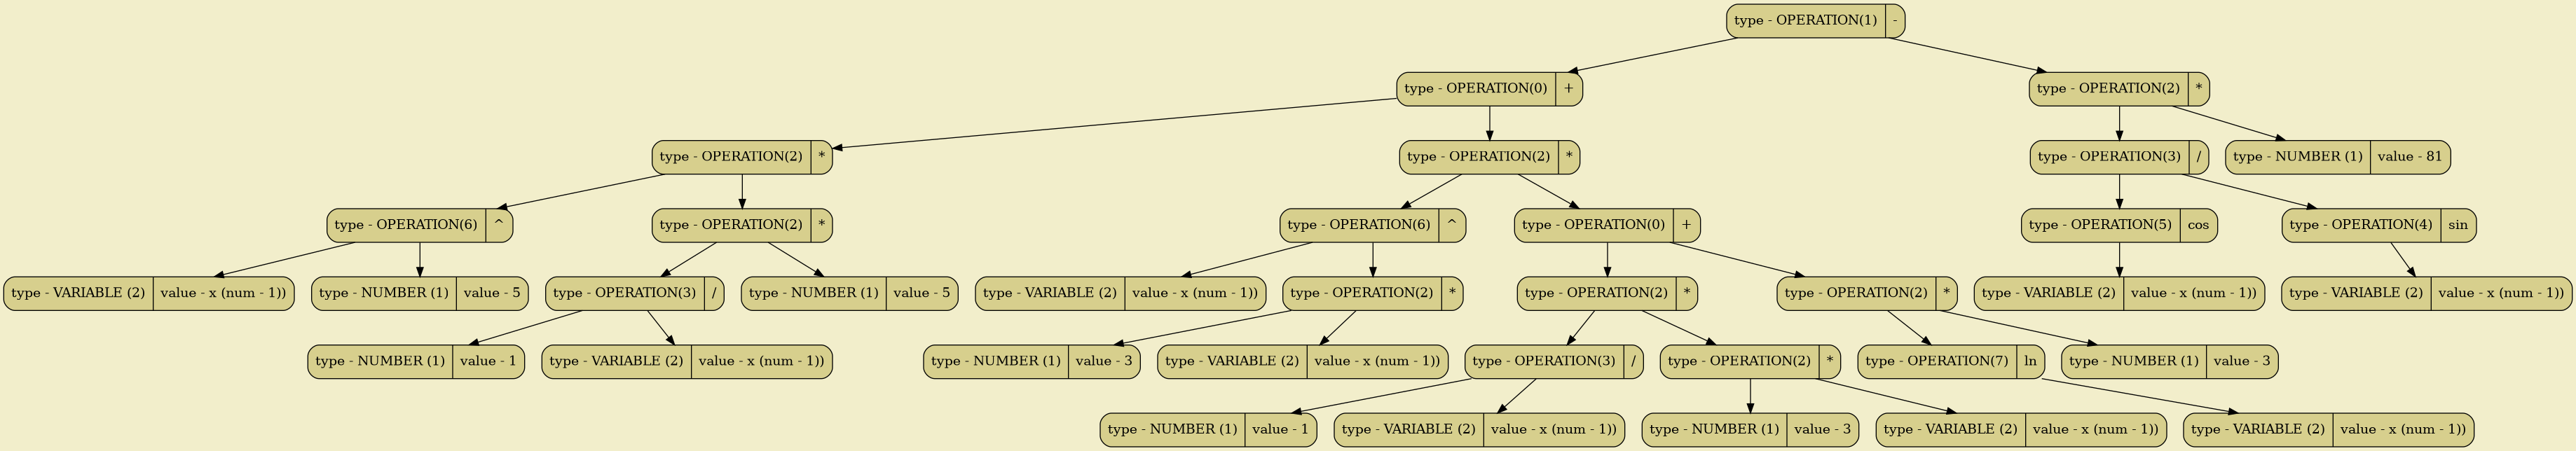 type - OPERATION(1) -
type - OPERATION(0) +
type - OPERATION(2) *
type - OPERATION(2) *
type - OPERATION(2) *
type - OPERATION(3) /
type - NUMBER (1) value - 81
type - OPERATION(6) ^
type - OPERATION(2) *
type - OPERATION(6) ^
type - OPERATION(0) +
type - OPERATION(5) cos
type - OPERATION(4) sin
type - VARIABLE (2) value - x (num - 1))
type - NUMBER (1) value - 5
type - OPERATION(3) /
type - NUMBER (1) value - 5
type - VARIABLE (2) value - x (num - 1))
type - OPERATION(2) *
type - OPERATION(2) *
type - OPERATION(2) *
type - VARIABLE (2) value - x (num - 1))
type - VARIABLE (2) value - x (num - 1))
type - NUMBER (1) value - 1
type - VARIABLE (2) value - x (num - 1))
type - NUMBER (1) value - 3
type - VARIABLE (2) value - x (num - 1))
type - OPERATION(3) /
type - OPERATION(2) *
type - OPERATION(7) ln
type - NUMBER (1) value - 3
type - NUMBER (1) value - 1
type - VARIABLE (2) value - x (num - 1))
type - NUMBER (1) value - 3
type - VARIABLE (2) value - x (num - 1))
type - VARIABLE (2) value - x (num - 1))